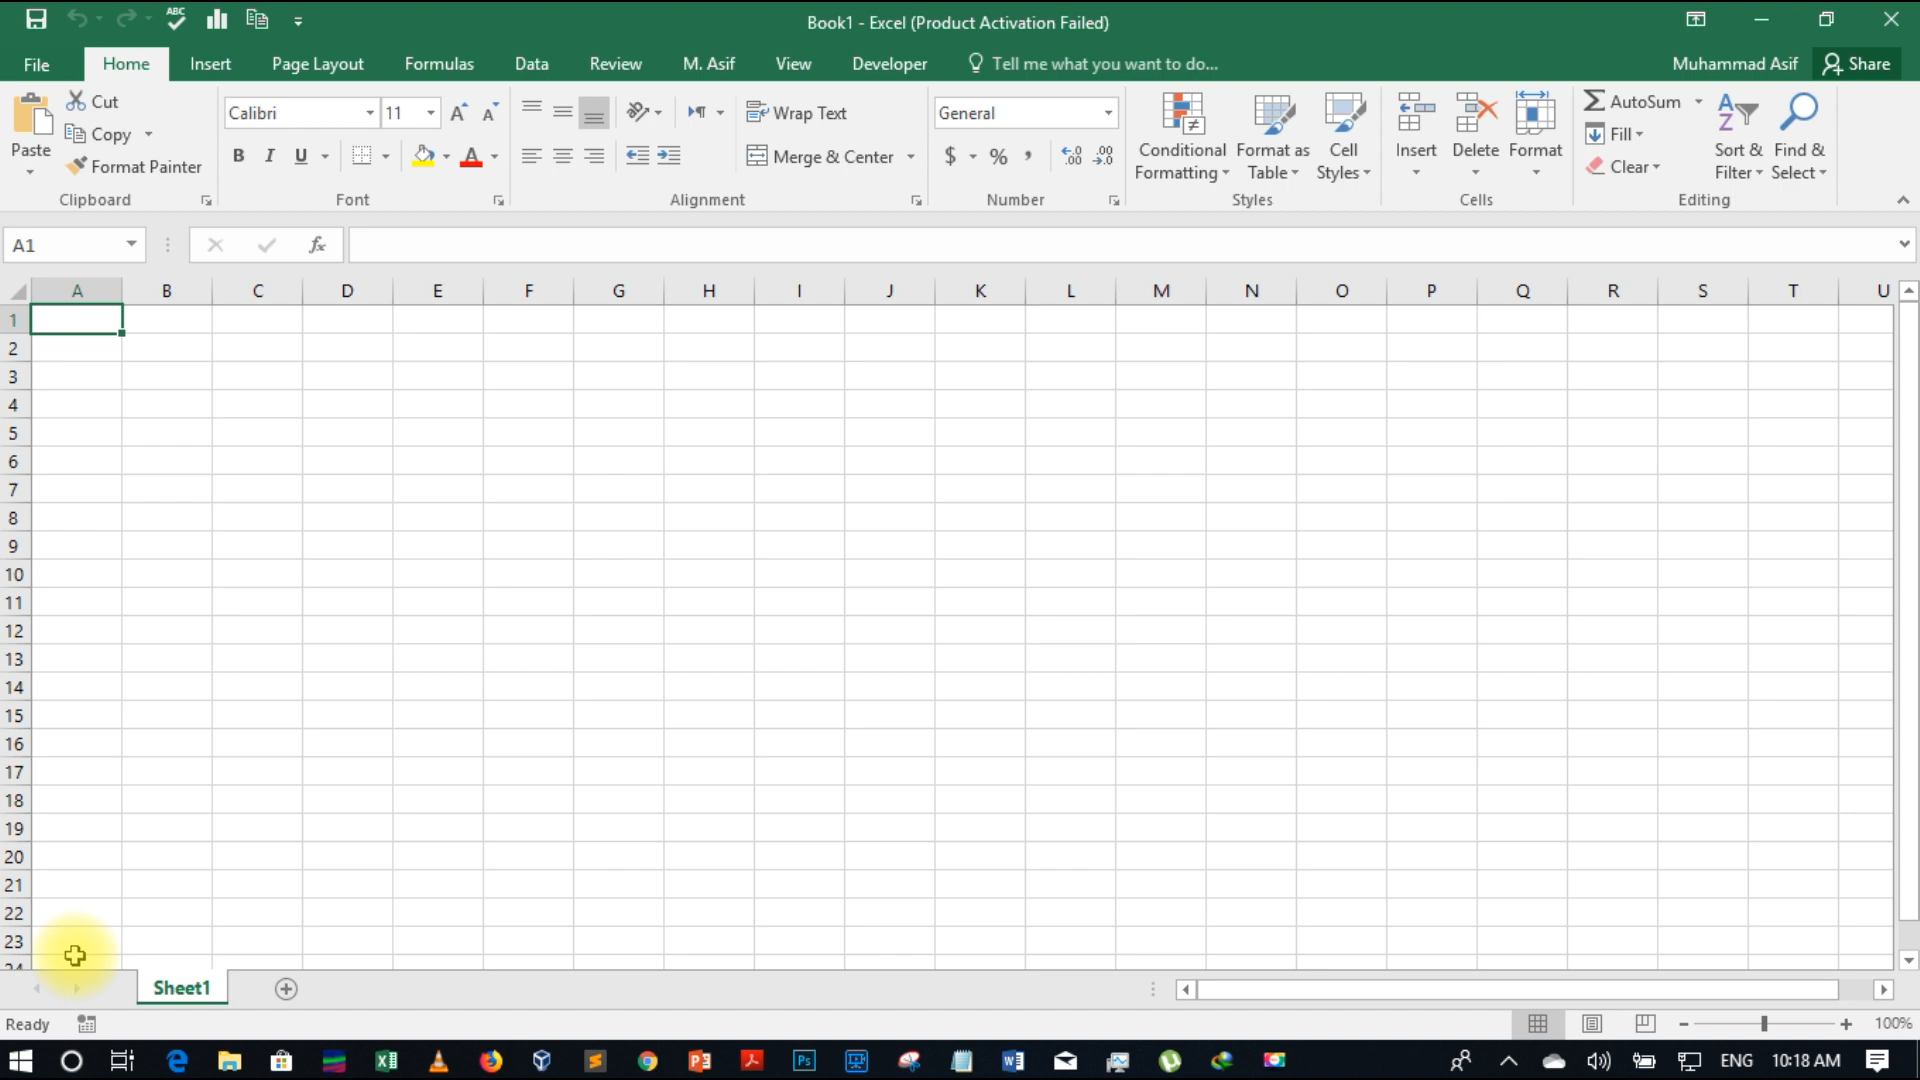 ABC
Book1 - Excel (Product Activation Failed)
File Home Insert Page Layout Formulas Data Review M. Asif View Developer Tell me what you want to do... Muhammad Asif Share
Paste
Cut
Copy
Format Painter
Clipboard
Calibri 11
B I U
Font
Wrap Text
Merge & Center
Alignment
General
$ % ,
Number
Conditional Formatting
Format as Table
Cell Styles
Styles
Insert
Delete
Format
Cells
AutoSum
Fill
Clear
Sort & Filter
Find & Select
Editing
A1
fx
A B C D E F G H I J K L M N O P Q R S T U
1
2
3
4
5
6
7
8
9
10
11
12
13
14
15
16
17
18
19
20
21
22
23
24
Sheet1
Ready
100%
ENG 10:18 AM